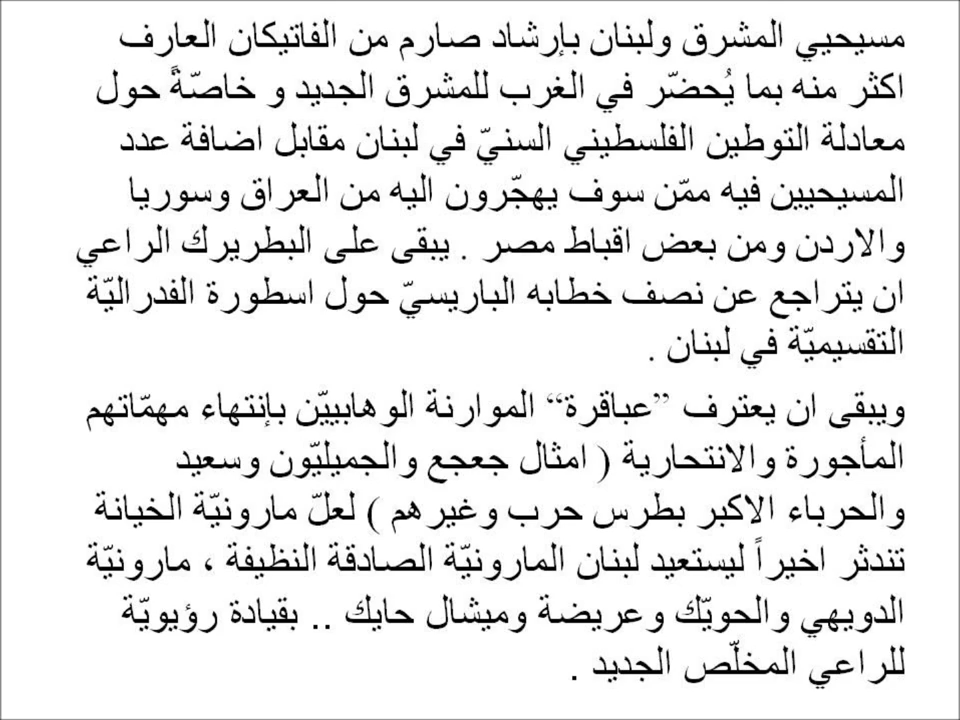 مسيحيي المشرق ولبنان بإرشاد صارم من الفاتيكان العارف
اكثر منه بما يُحضّر في الغرب للمشرق الجديد و خاصّةً حول
معادلة التوطين الفلسطيني السنيّ في لبنان مقابل اضافة عدد
المسيحيين فيه ممّن سوف يهجّرون اليه من العراق وسوريا
والاردن ومن بعض اقباط مصر . يبقى على البطريرك الراعي
ان يتراجع عن نصف خطابه الباريسيّ حول اسطورة الفدراليّة
التقسيميّة في لبنان .
ويبقى ان يعترف ”عباقرة“ الموارنة الوهابييّن بإنتهاء مهمّاتهم
المأجورة والانتحارية ( امثال جعجع والجميليّون وسعيد
والحرباء الاكبر بطرس حرب وغيرهم ) لعلّ مارونيّة الخيانة
تندثر اخيراً ليستعيد لبنان المارونيّة الصادقة النظيفة ، مارونيّة
الدويهي والحويّك وعريضة وميشال حايك .. بقيادة رؤيويّة
للراعي المخلّص الجديد .